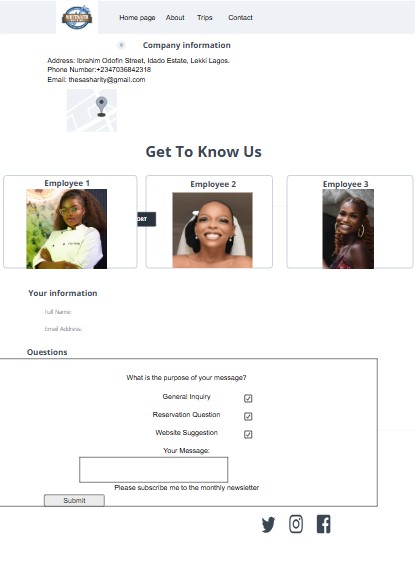 Home page About Trips Contact
Company information
Address: Ibrahim Odofin Street, Idado Estate, Lekki Lagos.
Phone Number:+2347036842318
Email: thesasharity@gmail.com
Get To Know Us
Employee 1
Employee 2
Employee 3
Your information
Full Name:
Email Address:
Questions
What is the purpose of your message?
General Inquiry
Reservation Question
Website Suggestion
Your Message:
Please subscribe me to the monthly newsletter
Submit